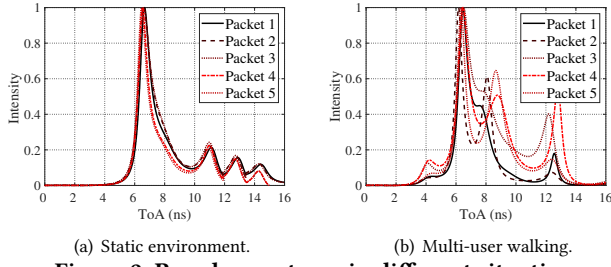 Intensity
1
0.8
0.6
0.4
0.2
0
0 2 4 6 8 10 12 14 16
ToA (ns)
Packet 1
Packet 2
Packet 3
Packet 4
Packet 5
(a) Static environment.
Intensity
1
0.8
0.6
0.4
0.2
0
0 2 4 6 8 10 12 14 16
ToA (ns)
Packet 1
Packet 2
Packet 3
Packet 4
Packet 5
(b) Multi-user walking.
in different